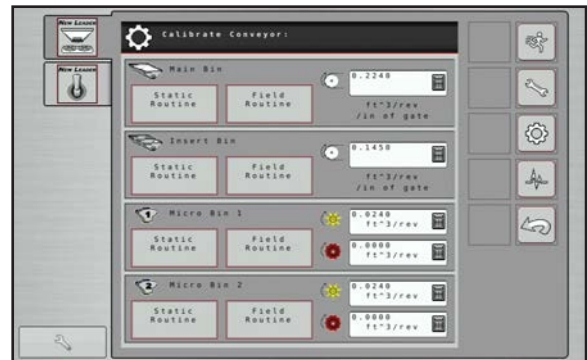 New Leader
Calibrate Conveyor:
New Leader
Main Bin
Static
Routine
Field
Routine
0.2240
ft^3/rev
/in of gate
Insert Bin
Static
Routine
Field
Routine
0.1450
ft^3/rev
/in of gate
1
Micro Bin 1
Static
Routine
Field
Routine
0.0240
ft^3/rev
0.0000
ft^3/rev
2
Micro Bin 2
Static
Routine
Field
Routine
0.0240
ft^3/rev
0.0000
ft^3/rev